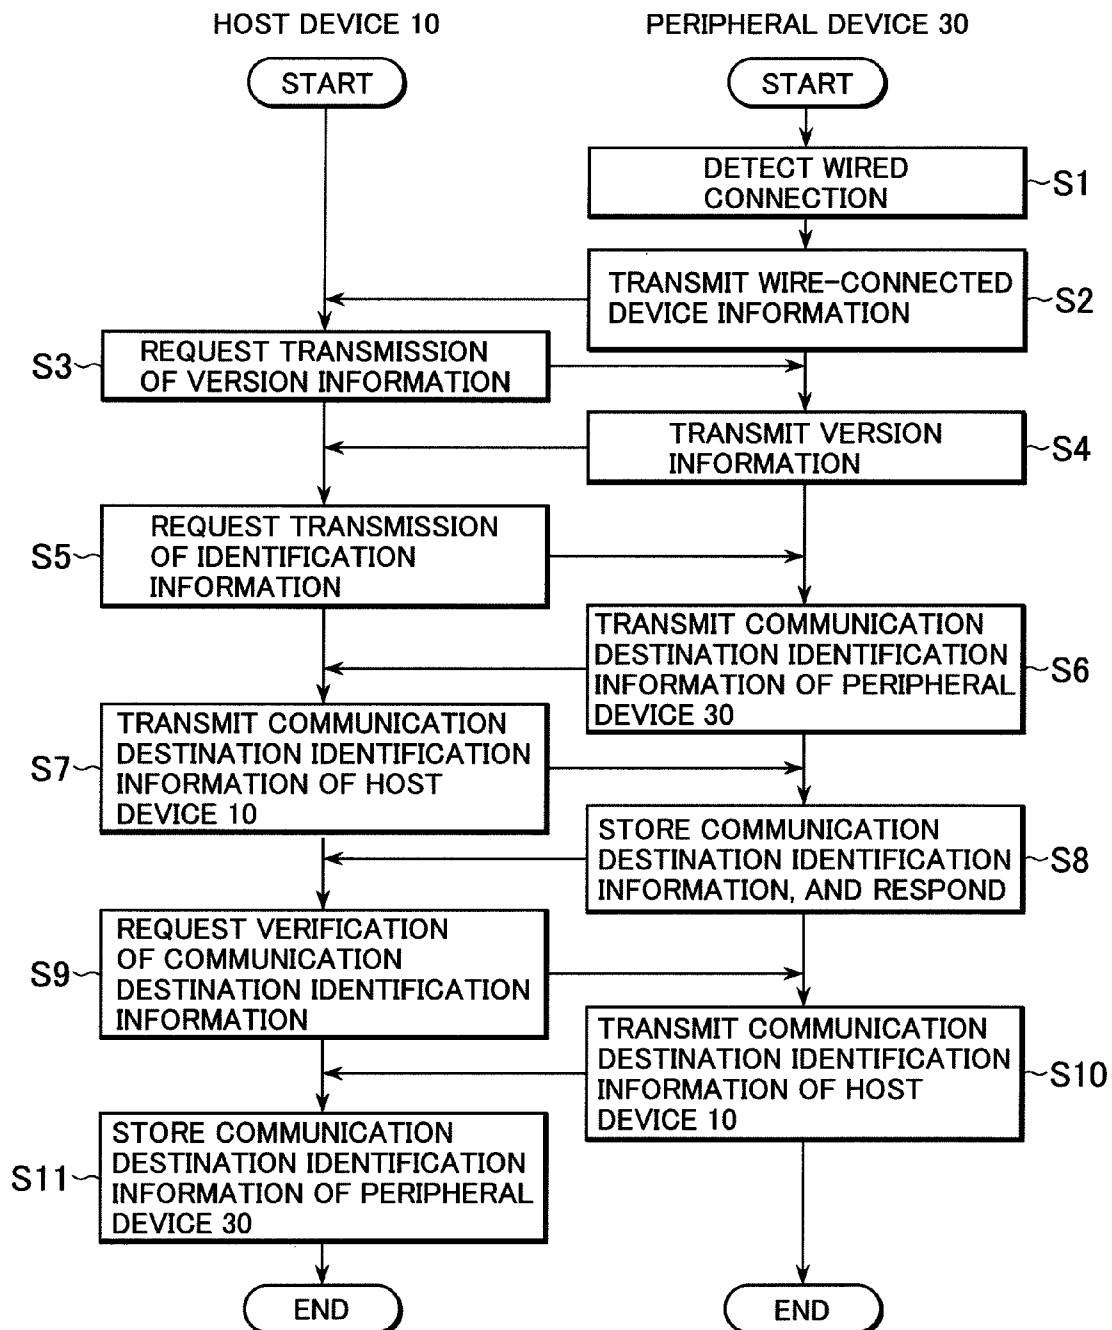 HOST DEVICE 10
PERIPHERAL DEVICE 30
START
START
DETECT WIRED
CONNECTION
S1
TRANSMIT WIRE-CONNECTED
DEVICE INFORMATION
S2
S3
REQUEST TRANSMISSION
OF VERSION INFORMATION
TRANSMIT VERSION
INFORMATION
S4
S5
REQUEST TRANSMISSION
OF IDENTIFICATION
INFORMATION
TRANSMIT COMMUNICATION
DESTINATION IDENTIFICATION
INFORMATION OF PERIPHERAL
DEVICE 30
S6
S7
TRANSMIT COMMUNICATION
DESTINATION IDENTIFICATION
INFORMATION OF HOST
DEVICE 10
STORE COMMUNICATION
DESTINATION IDENTIFICATION
INFORMATION, AND RESPOND
S8
S9
REQUEST VERIFICATION
OF COMMUNICATION
DESTINATION IDENTIFICATION
INFORMATION
TRANSMIT COMMUNICATION
DESTINATION IDENTIFICATION
INFORMATION OF HOST
DEVICE 10
S10
S11
STORE COMMUNICATION
DESTINATION IDENTIFICATION
INFORMATION OF PERIPHERAL
DEVICE 30
END
END